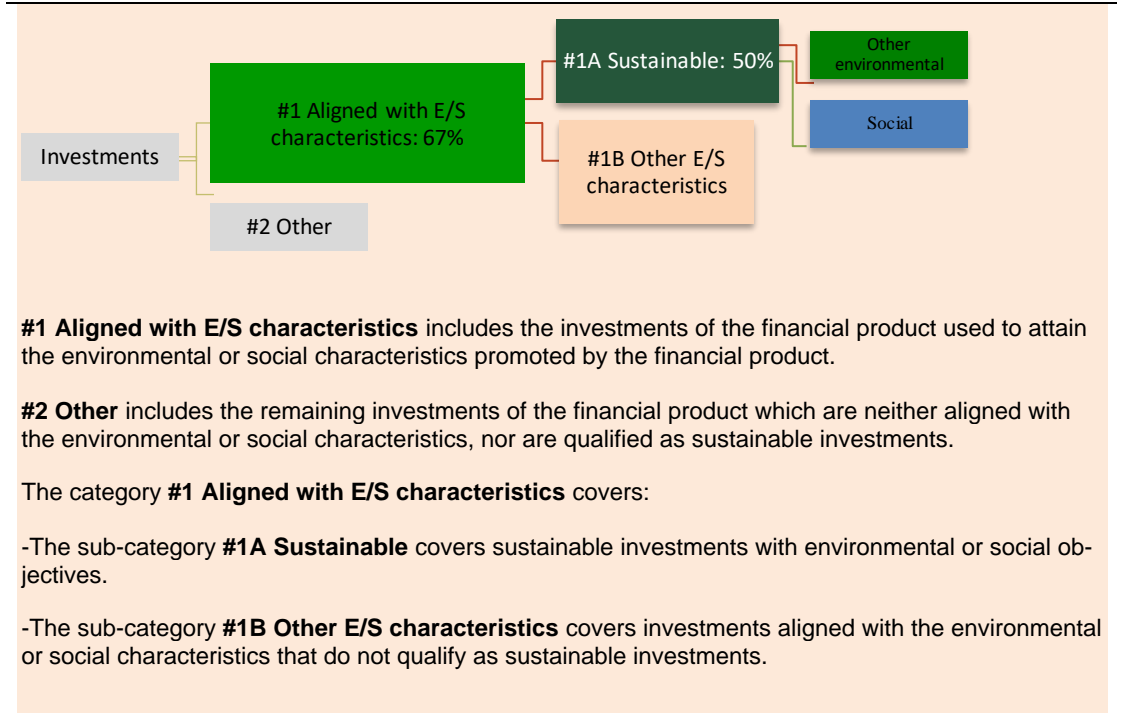 Investments
#1 Aligned with E/S
characteristics: 67%
#2 Other
#1A Sustainable: 50%
#1B Other E/S
characteristics
Other
environmental
Social
#1 Aligned with E/S characteristics includes the investments of the financial product used to attain
the environmental or social characteristics promoted by the financial product.
#2 Other includes the remaining investments of the financial product which are neither aligned with
the environmental or social characteristics, nor are qualified as sustainable investments.
The category #1 Aligned with E/S characteristics covers:
-The sub-category #1A Sustainable covers sustainable investments with environmental or social ob-
jectives.
-The sub-category #1B Other E/S characteristics covers investments aligned with the environmental
or social characteristics that do not qualify as sustainable investments.